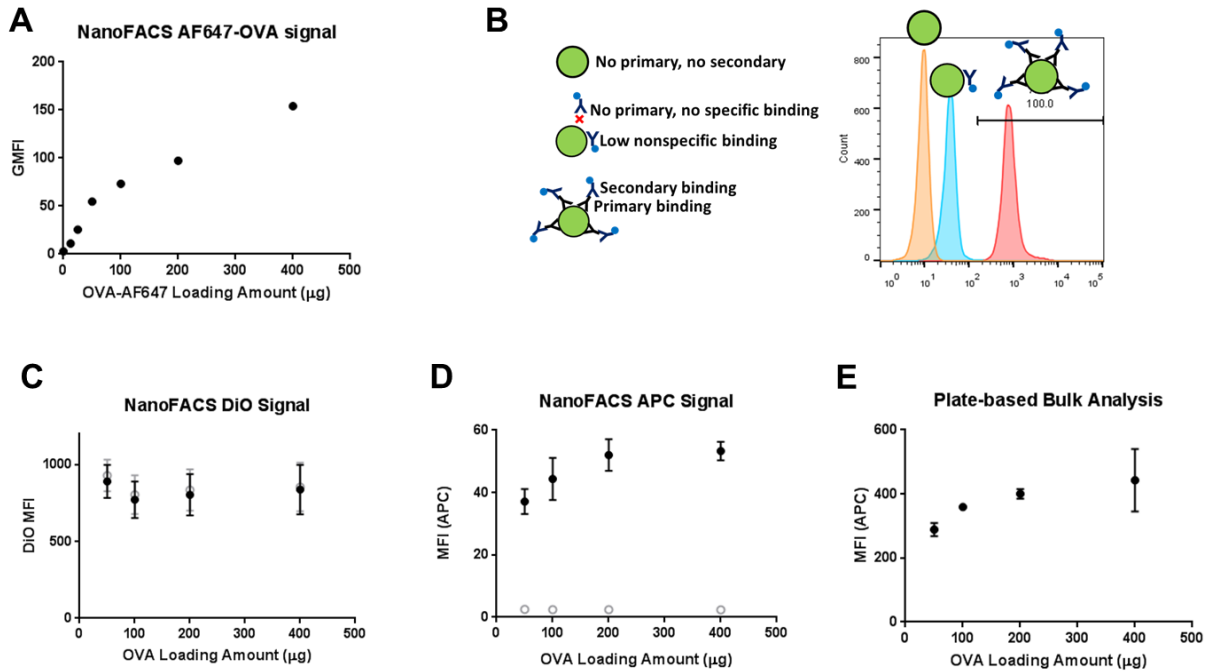 A
NanoFACS AF647-OVA signal
200
150
100
50
0
GMFI
0 100 200 300 400 500
OVA-AF647 Loading Amount (µg)
B
No primary, no secondary
No primary, no specific binding
Low nonspecific binding
Secondary binding
Primary binding
800
600
400
200
0
Count
100.0
10^0 10^1 10^2 10^3 10^4 10^5
C
NanoFACS DiO Signal
1000
500
0
DiO MFI
0 100 200 300 400 500
OVA Loading Amount (µg)
D
NanoFACS APC Signal
60
40
20
0
MFI (APC)
0 100 200 300 400 500
OVA Loading Amount (µg)
E
Plate-based Bulk Analysis
600
400
200
0
MFI (APC)
0 100 200 300 400 500
OVA Loading Amount (µg)